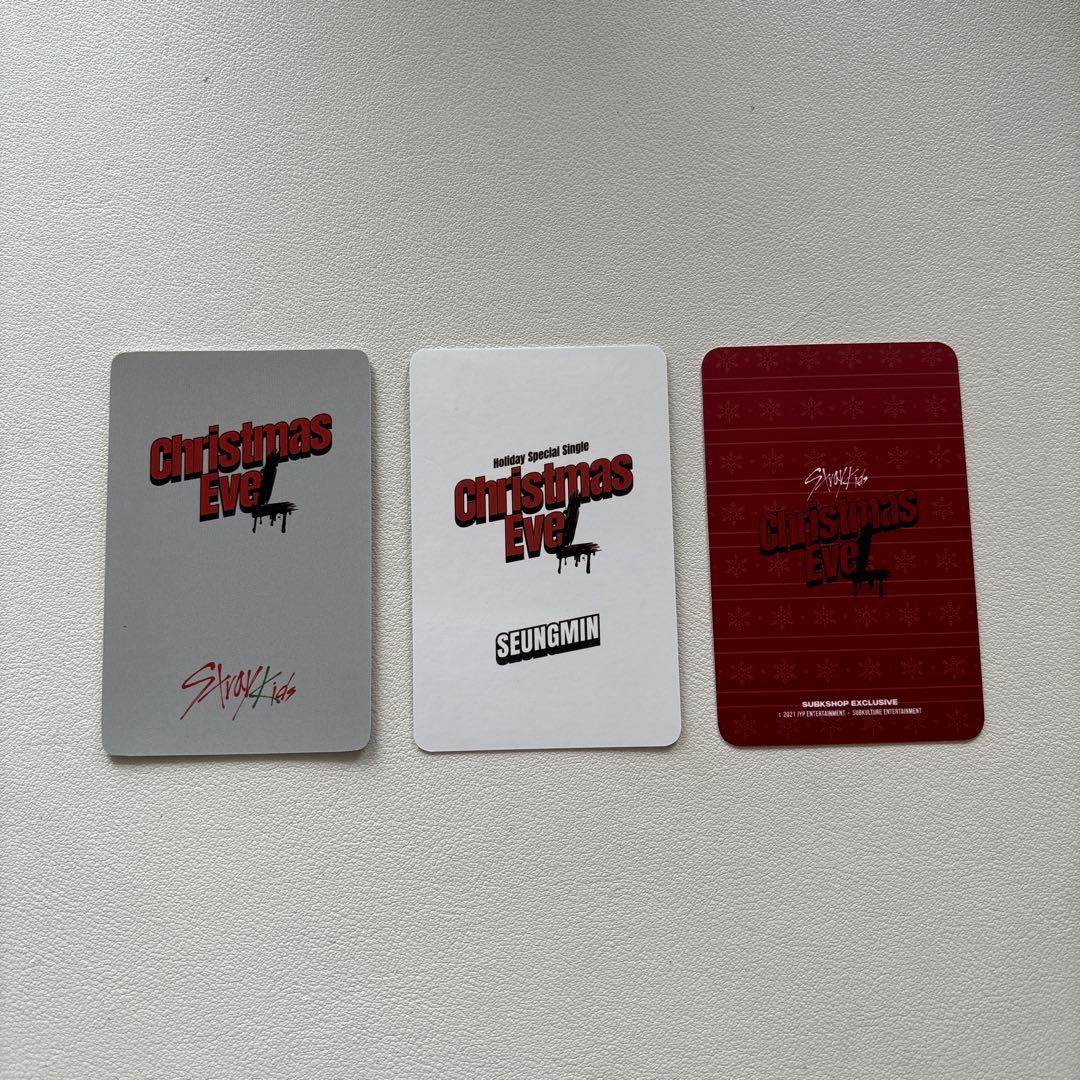 Christmas
EveL
Stray Kids
Holiday Special Single
Christmas
EveL
SEUNGMIN
Stray Kids
Christmas
EveL
SUBKSHOP EXCLUSIVE
c 2021 JYP ENTERTAINMENT - SUBKULTURE ENTERTAINMENT